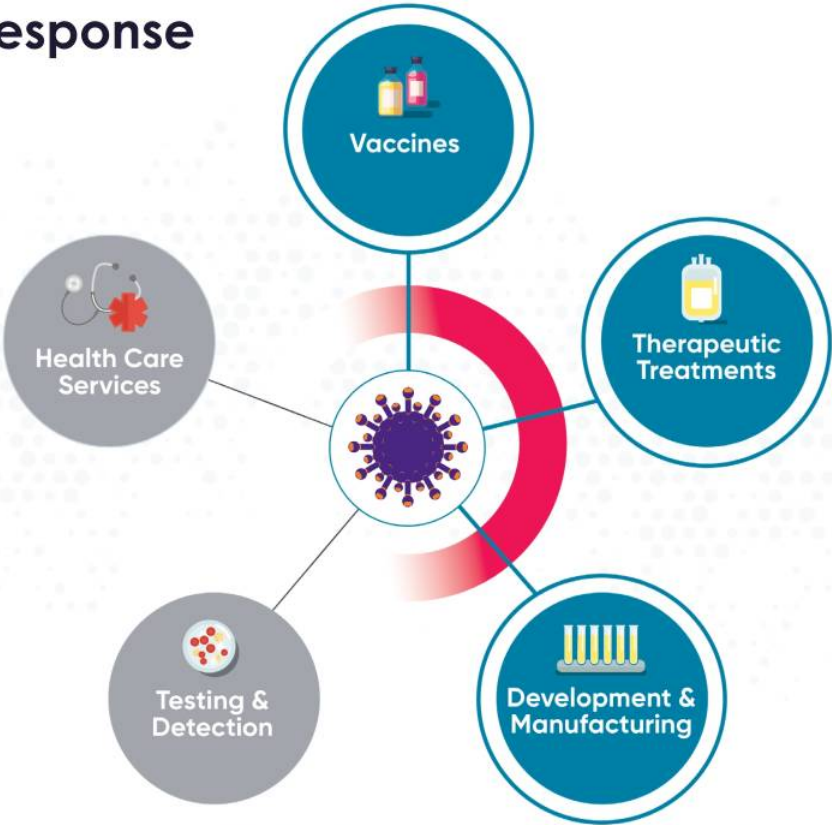 esponse
Vaccines
Therapeutic
Treatments
Development &
Manufacturing
Testing &
Detection
Health Care
Services